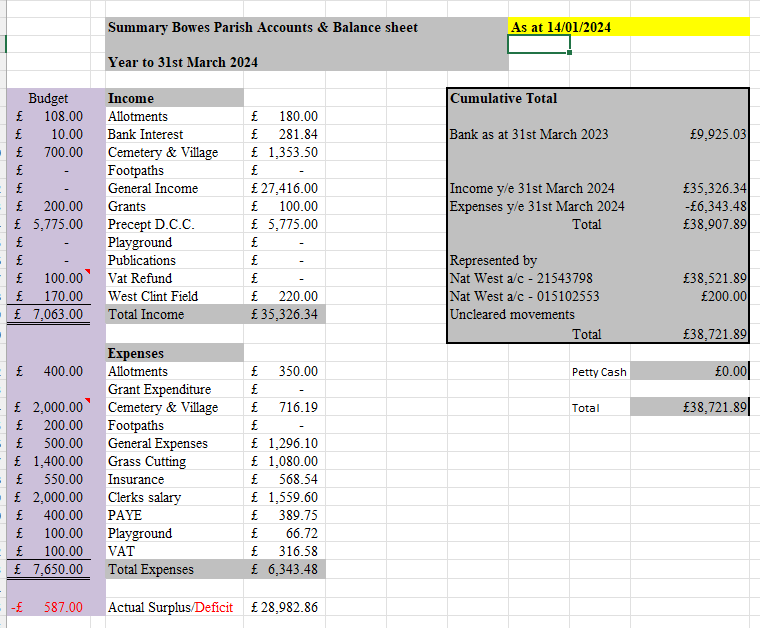 Summary Bowes Parish Accounts & Balance sheet As at 14/01/2024
Year to 31st March 2024
Budget Income Cumulative Total
£ 108.00 Allotments £ 180.00
£ 10.00 Bank Interest £ 281.84 Bank as at 31st March 2023 £9,925.03
£ 700.00 Cemetery & Village £ 1,353.50
£ - Footpaths £ -
£ - General Income £ 27,416.00 Income y/e 31st March 2024 £35,326.34
£ 200.00 Grants £ 100.00 Expenses y/e 31st March 2024 -£6,343.48
£ 5,775.00 Precept D.C.C. £ 5,775.00 Total £38,907.89
£ - Playground £ -
£ - Publications £ - Represented by
£ 100.00 Vat Refund £ - Nat West a/c - 21543798 £38,521.89
£ 170.00 West Clint Field £ 220.00 Nat West a/c - 015102553 £200.00
£ 7,063.00 Total Income £ 35,326.34 Uncleared movements
Total £38,721.89
Expenses
£ 400.00 Allotments £ 350.00 Petty Cash £0.00
Grant Expenditure £ -
£ 2,000.00 Cemetery & Village £ 716.19 Total £38,721.89
£ 200.00 Footpaths £ -
£ 500.00 General Expenses £ 1,296.10
£ 1,400.00 Grass Cutting £ 1,080.00
£ 550.00 Insurance £ 568.54
£ 2,000.00 Clerks salary £ 1,559.60
£ 400.00 PAYE £ 389.75
£ 100.00 Playground £ 66.72
£ 100.00 VAT £ 316.58
£ 7,650.00 Total Expenses £ 6,343.48
-£ 587.00 Actual Surplus/Deficit £ 28,982.86